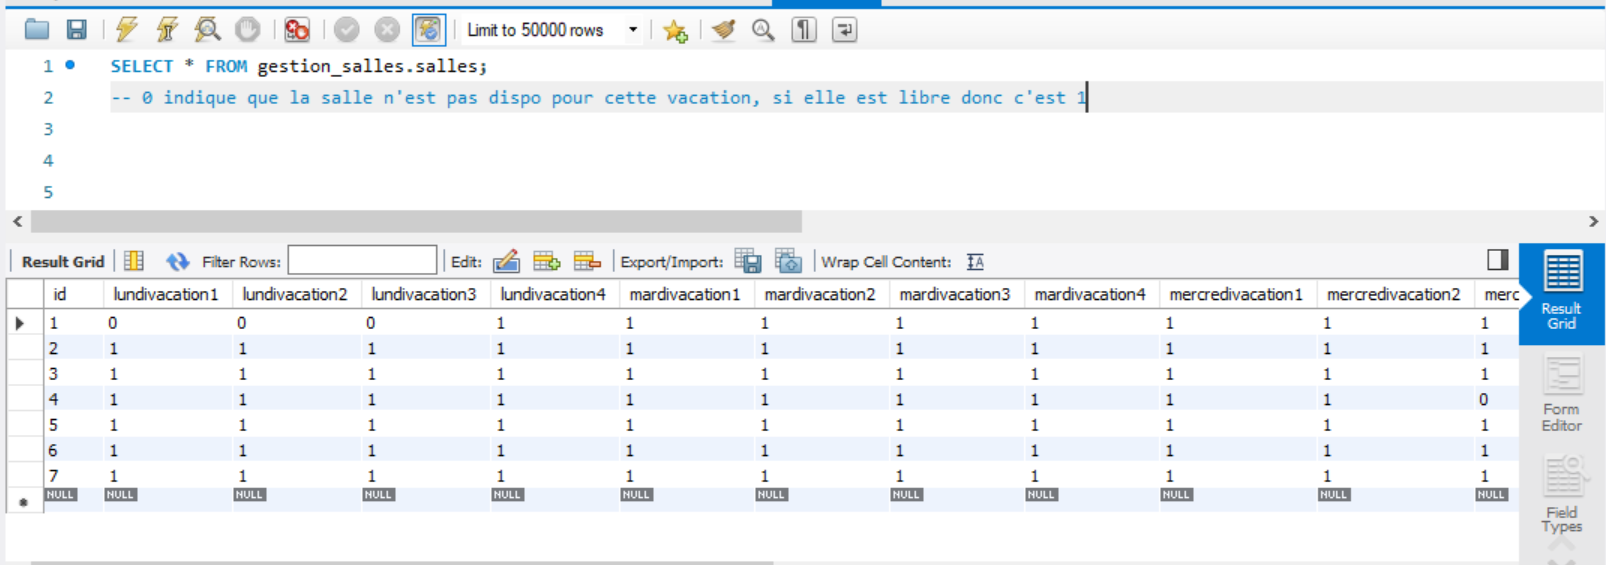 Limit to 50000 rows
1 SELECT * FROM gestion_salles.salles;
2 -- 0 indique que la salle n'est pas dispo pour cette vacation, si elle est libre donc c'est 1
3
4
5
Result Grid Filter Rows: Edit: Export/Import: Wrap Cell Content:
id lundivacation1 lundivacation2 lundivacation3 lundivacation4 mardivacation1 mardivacation2 mardivacation3 mardivacation4 mercredivacation1 mercredivacation2 merc
1 0 0 0 1 1 1 1 1 1 1 1
2 1 1 1 1 1 1 1 1 1 1 1
3 1 1 1 1 1 1 1 1 1 1 1
4 1 1 1 1 1 1 1 1 1 1 0
5 1 1 1 1 1 1 1 1 1 1 1
6 1 1 1 1 1 1 1 1 1 1 1
7 1 1 1 1 1 1 1 1 1 1 1
NULL NULL NULL NULL NULL NULL NULL NULL NULL NULL NULL NULL
Result
Grid
Form
Editor
Field
Types